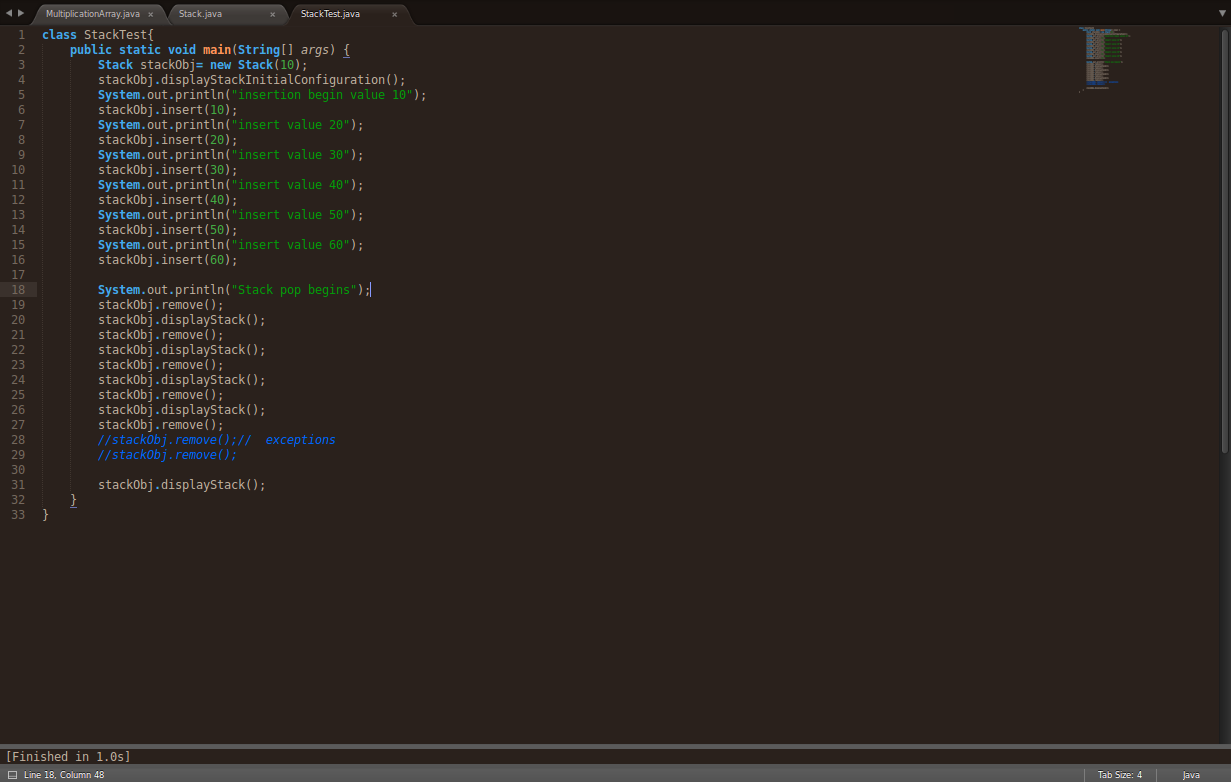 MultiplicationArray.java × Stack.java × StackTest.java ×
1 class StackTest{
2 public static void main(String[] args) {
3 Stack stackObj= new Stack(10);
4 stackObj.displayStackInitialConfiguration();
5 System.out.println("insertion begin value 10");
6 stackObj.insert(10);
7 System.out.println("insert value 20");
8 stackObj.insert(20);
9 System.out.println("insert value 30");
10 stackObj.insert(30);
11 System.out.println("insert value 40");
12 stackObj.insert(40);
13 System.out.println("insert value 50");
14 stackObj.insert(50);
15 System.out.println("insert value 60");
16 stackObj.insert(60);
17
18 System.out.println("Stack pop begins");
19 stackObj.remove();
20 stackObj.displayStack();
21 stackObj.remove();
22 stackObj.displayStack();
23 stackObj.remove();
24 stackObj.displayStack();
25 stackObj.remove();
26 stackObj.displayStack();
27 stackObj.remove();
28 //stackObj.remove();// exceptions
29 //stackObj.remove();
30
31 stackObj.displayStack();
32 }
33 }
[Finished in 1.0s]
Line 18, Column 48 Tab Size: 4 Java